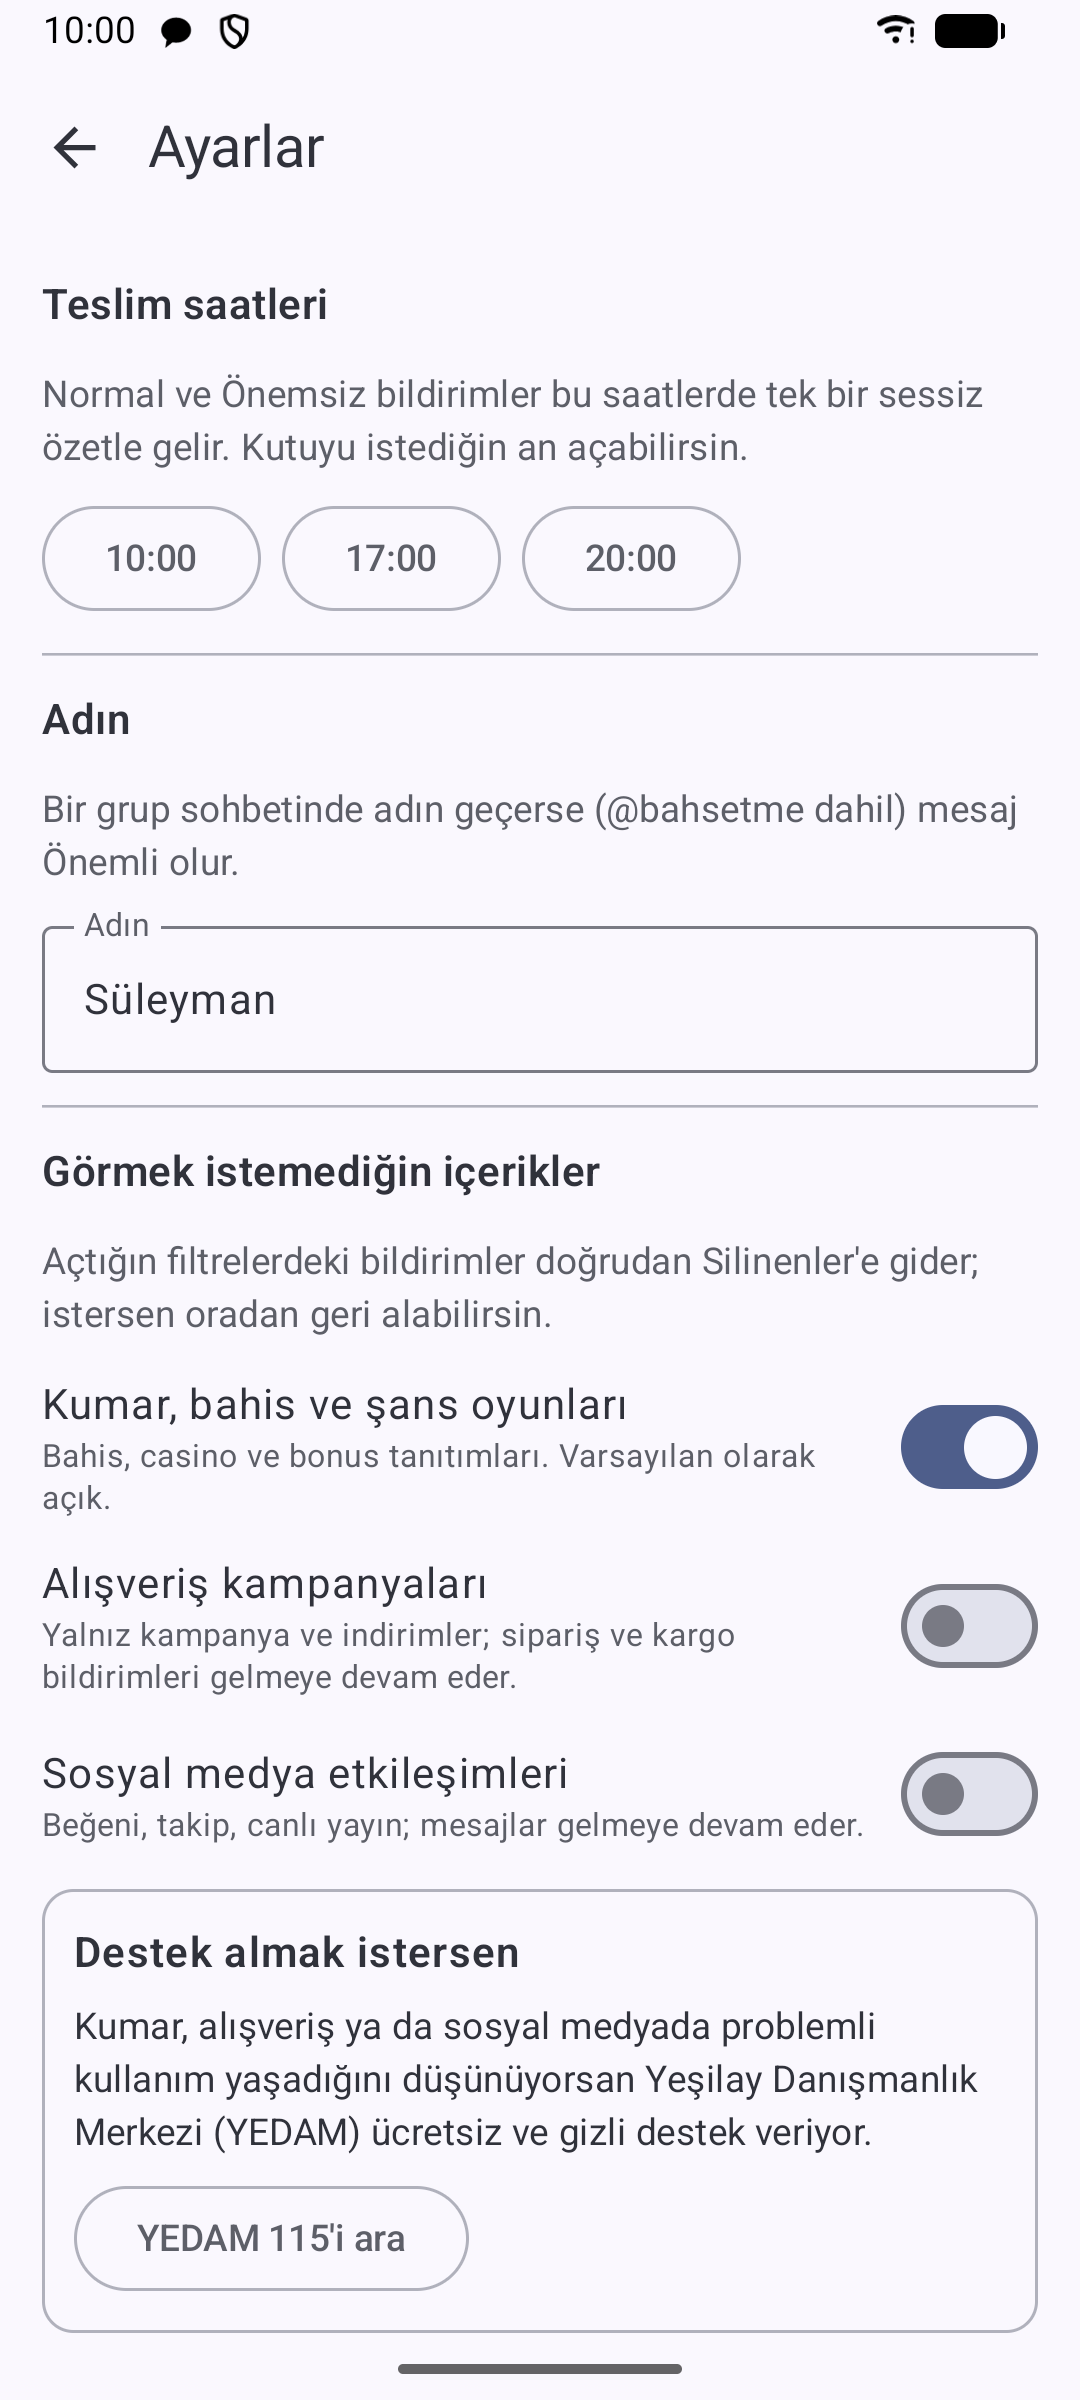 10:00
Ayarlar
Teslim saatleri
Normal ve Önemsiz bildirimler bu saatlerde tek bir sessiz
özetle gelir. Kutuyu istediğin an açabilirsin.
10:00 17:00 20:00
Adın
Bir grup sohbetinde adın geçerse (@bahsetme dahil) mesaj
Önemli olur.
Adın
Süleyman
Görmek istemediğin içerikler
Açtığın filtrelerdeki bildirimler doğrudan Silinenler'e gider;
istersen oradan geri alabilirsin.
Kumar, bahis ve şans oyunları
Bahis, casino ve bonus tanıtımları. Varsayılan olarak
açık.
Alışveriş kampanyaları
Yalnız kampanya ve indirimler; sipariş ve kargo
bildirimleri gelmeye devam eder.
Sosyal medya etkileşimleri
Beğeni, takip, canlı yayın; mesajlar gelmeye devam eder.
Destek almak istersen
Kumar, alışveriş ya da sosyal medyada problemli
kullanım yaşadığını düşünüyorsan Yeşilay Danışmanlık
Merkezi (YEDAM) ücretsiz ve gizli destek veriyor.
YEDAM 115'i ara